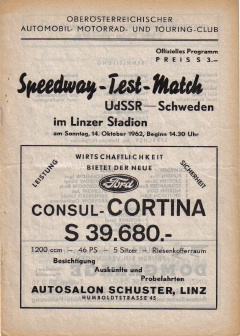 OBERÖSTERREICHISCHER
AUTOMOBIL- MOTORRAD- UND TOURING-CLUB
Offizielles Programm
PREIS S 3.—
Speedway-Test-Match
UdSSR — Schweden
im Linzer Stadion
am Sonntag, 14. Oktober 1962, Beginn 14.30 Uhr
WIRTSCHAFTLICHKEIT
LEISTUNG
BIETET DER NEUE
SICHERHEIT
Ford
CONSUL-CORTINA
S 39.680.-
1200 ccm — 46 PS — 5 Sitzer — Riesenkofferraum
Besichtigung
Auskünfte und
Probefahrten
AUTOSALON SCHUSTER, LINZ
HUMBOLDTSTRASSE 45